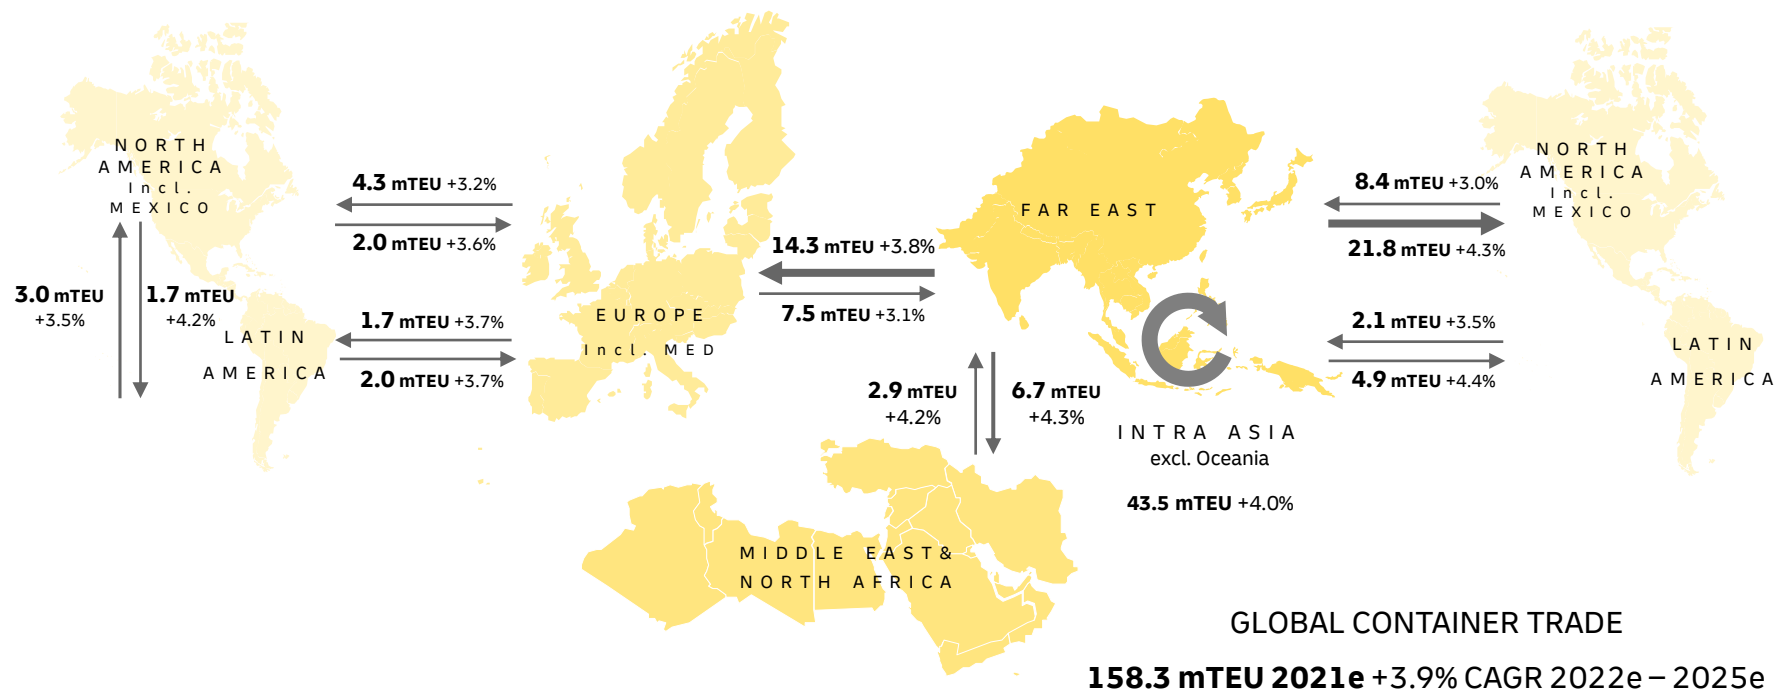 NORTH
AMERICA
Incl.
MEXICO
4.3 mTEU +3.2%
2.0 mTEU +3.6%
3.0 mTEU
+3.5%
1.7 mTEU
+4.2%
LATIN
AMERICA
1.7 mTEU +3.7%
2.0 mTEU +3.7%
EUROPE
Incl. MED
14.3 mTEU +3.8%
7.5 mTEU +3.1%
FAR EAST
8.4 mTEU +3.0%
21.8 mTEU +4.3%
NORTH
AMERICA
Incl.
MEXICO
2.1 mTEU +3.5%
4.9 mTEU +4.4%
LATIN
AMERICA
2.9 mTEU
+4.2%
6.7 mTEU
+4.3%
INTRA ASIA
excl. Oceania
43.5 mTEU +4.0%
MIDDLE EAST&
NORTH AFRICA
GLOBAL CONTAINER TRADE
158.3 mTEU 2021e +3.9% CAGR 2022e – 2025e